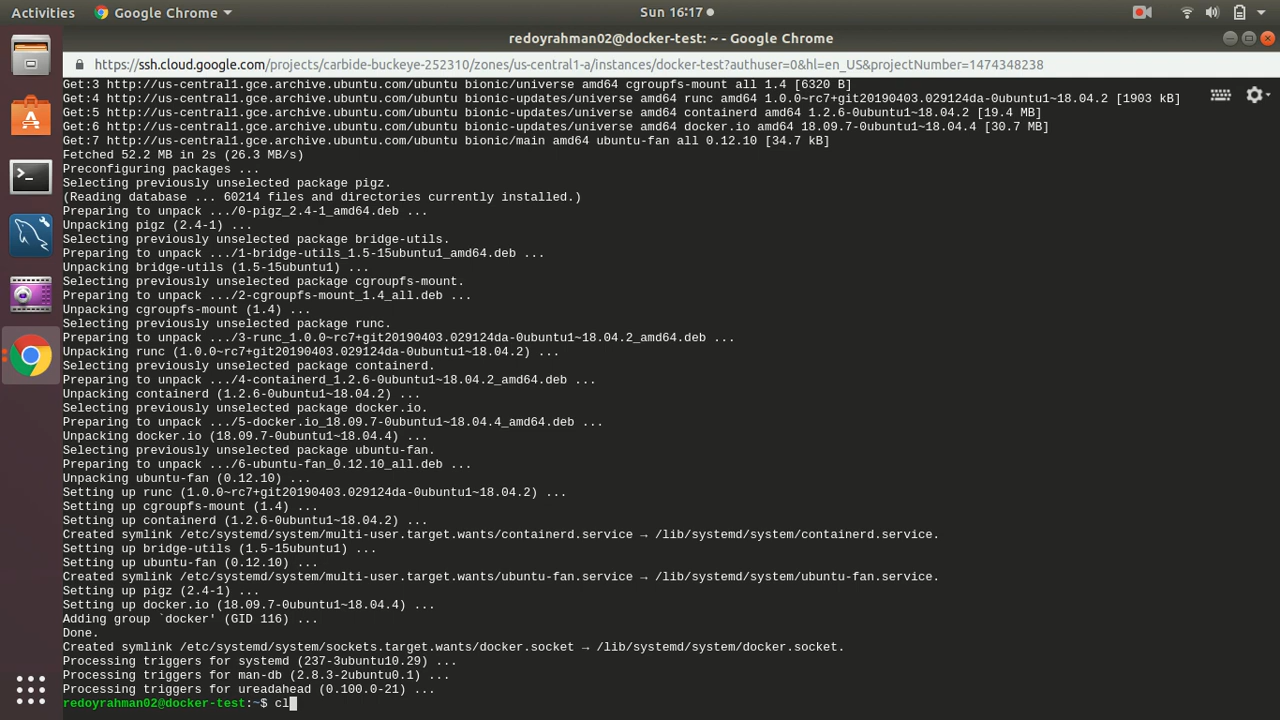 Activities
Google Chrome
Sun 16:17
redoyrahman02@docker-test: ~ - Google Chrome
https://ssh.cloud.google.com/projects/carbide-buckeye-252310/zones/us-central1-a/instances/docker-test?authuser=0&hl=en_US&projectNumber=1474348238
Get:3 http://us-central1.gce.archive.ubuntu.com/ubuntu bionic/universe amd64 cgroupfs-mount all 1.4 [6320 B]
Get:4 http://us-central1.gce.archive.ubuntu.com/ubuntu bionic-updates/universe amd64 runc amd64 1.0.0~rc7+git20190403.029124da-0ubuntu1~18.04.2 [1903 kB]
Get:5 http://us-central1.gce.archive.ubuntu.com/ubuntu bionic-updates/universe amd64 containerd amd64 1.2.6-0ubuntu1~18.04.2 [19.4 MB]
Get:6 http://us-central1.gce.archive.ubuntu.com/ubuntu bionic-updates/universe amd64 docker.io amd64 18.09.7-0ubuntu1~18.04.4 [30.7 MB]
Get:7 http://us-central1.gce.archive.ubuntu.com/ubuntu bionic/main amd64 ubuntu-fan all 0.12.10 [34.7 kB]
Fetched 52.2 MB in 2s (26.3 MB/s)
Preconfiguring packages ...
Selecting previously unselected package pigz.
(Reading database ... 60214 files and directories currently installed.)
Preparing to unpack .../0-pigz_2.4-1_amd64.deb ...
Unpacking pigz (2.4-1) ...
Selecting previously unselected package bridge-utils.
Preparing to unpack .../1-bridge-utils_1.5-15ubuntu1_amd64.deb ...
Unpacking bridge-utils (1.5-15ubuntu1) ...
Selecting previously unselected package cgroupfs-mount.
Preparing to unpack .../2-cgroupfs-mount_1.4_all.deb ...
Unpacking cgroupfs-mount (1.4) ...
Selecting previously unselected package runc.
Preparing to unpack .../3-runc_1.0.0~rc7+git20190403.029124da-0ubuntu1~18.04.2_amd64.deb ...
Unpacking runc (1.0.0~rc7+git20190403.029124da-0ubuntu1~18.04.2) ...
Selecting previously unselected package containerd.
Preparing to unpack .../4-containerd_1.2.6-0ubuntu1~18.04.2_amd64.deb ...
Unpacking containerd (1.2.6-0ubuntu1~18.04.2) ...
Selecting previously unselected package docker.io.
Preparing to unpack .../5-docker.io_18.09.7-0ubuntu1~18.04.4_amd64.deb ...
Unpacking docker.io (18.09.7-0ubuntu1~18.04.4) ...
Selecting previously unselected package ubuntu-fan.
Preparing to unpack .../6-ubuntu-fan_0.12.10_all.deb ...
Unpacking ubuntu-fan (0.12.10) ...
Setting up runc (1.0.0~rc7+git20190403.029124da-0ubuntu1~18.04.2) ...
Setting up cgroupfs-mount (1.4) ...
Setting up containerd (1.2.6-0ubuntu1~18.04.2) ...
Created symlink /etc/systemd/system/multi-user.target.wants/containerd.service → /lib/systemd/system/containerd.service.
Setting up bridge-utils (1.5-15ubuntu1) ...
Setting up ubuntu-fan (0.12.10) ...
Created symlink /etc/systemd/system/multi-user.target.wants/ubuntu-fan.service → /lib/systemd/system/ubuntu-fan.service.
Setting up pigz (2.4-1) ...
Setting up docker.io (18.09.7-0ubuntu1~18.04.4) ...
Adding group `docker' (GID 116) ...
Done.
Created symlink /etc/systemd/system/sockets.target.wants/docker.socket → /lib/systemd/system/docker.socket.
Processing triggers for systemd (237-3ubuntu10.29) ...
Processing triggers for man-db (2.8.3-2ubuntu0.1) ...
Processing triggers for ureadahead (0.100.0-21) ...
redoyrahman02@docker-test:~$ cl